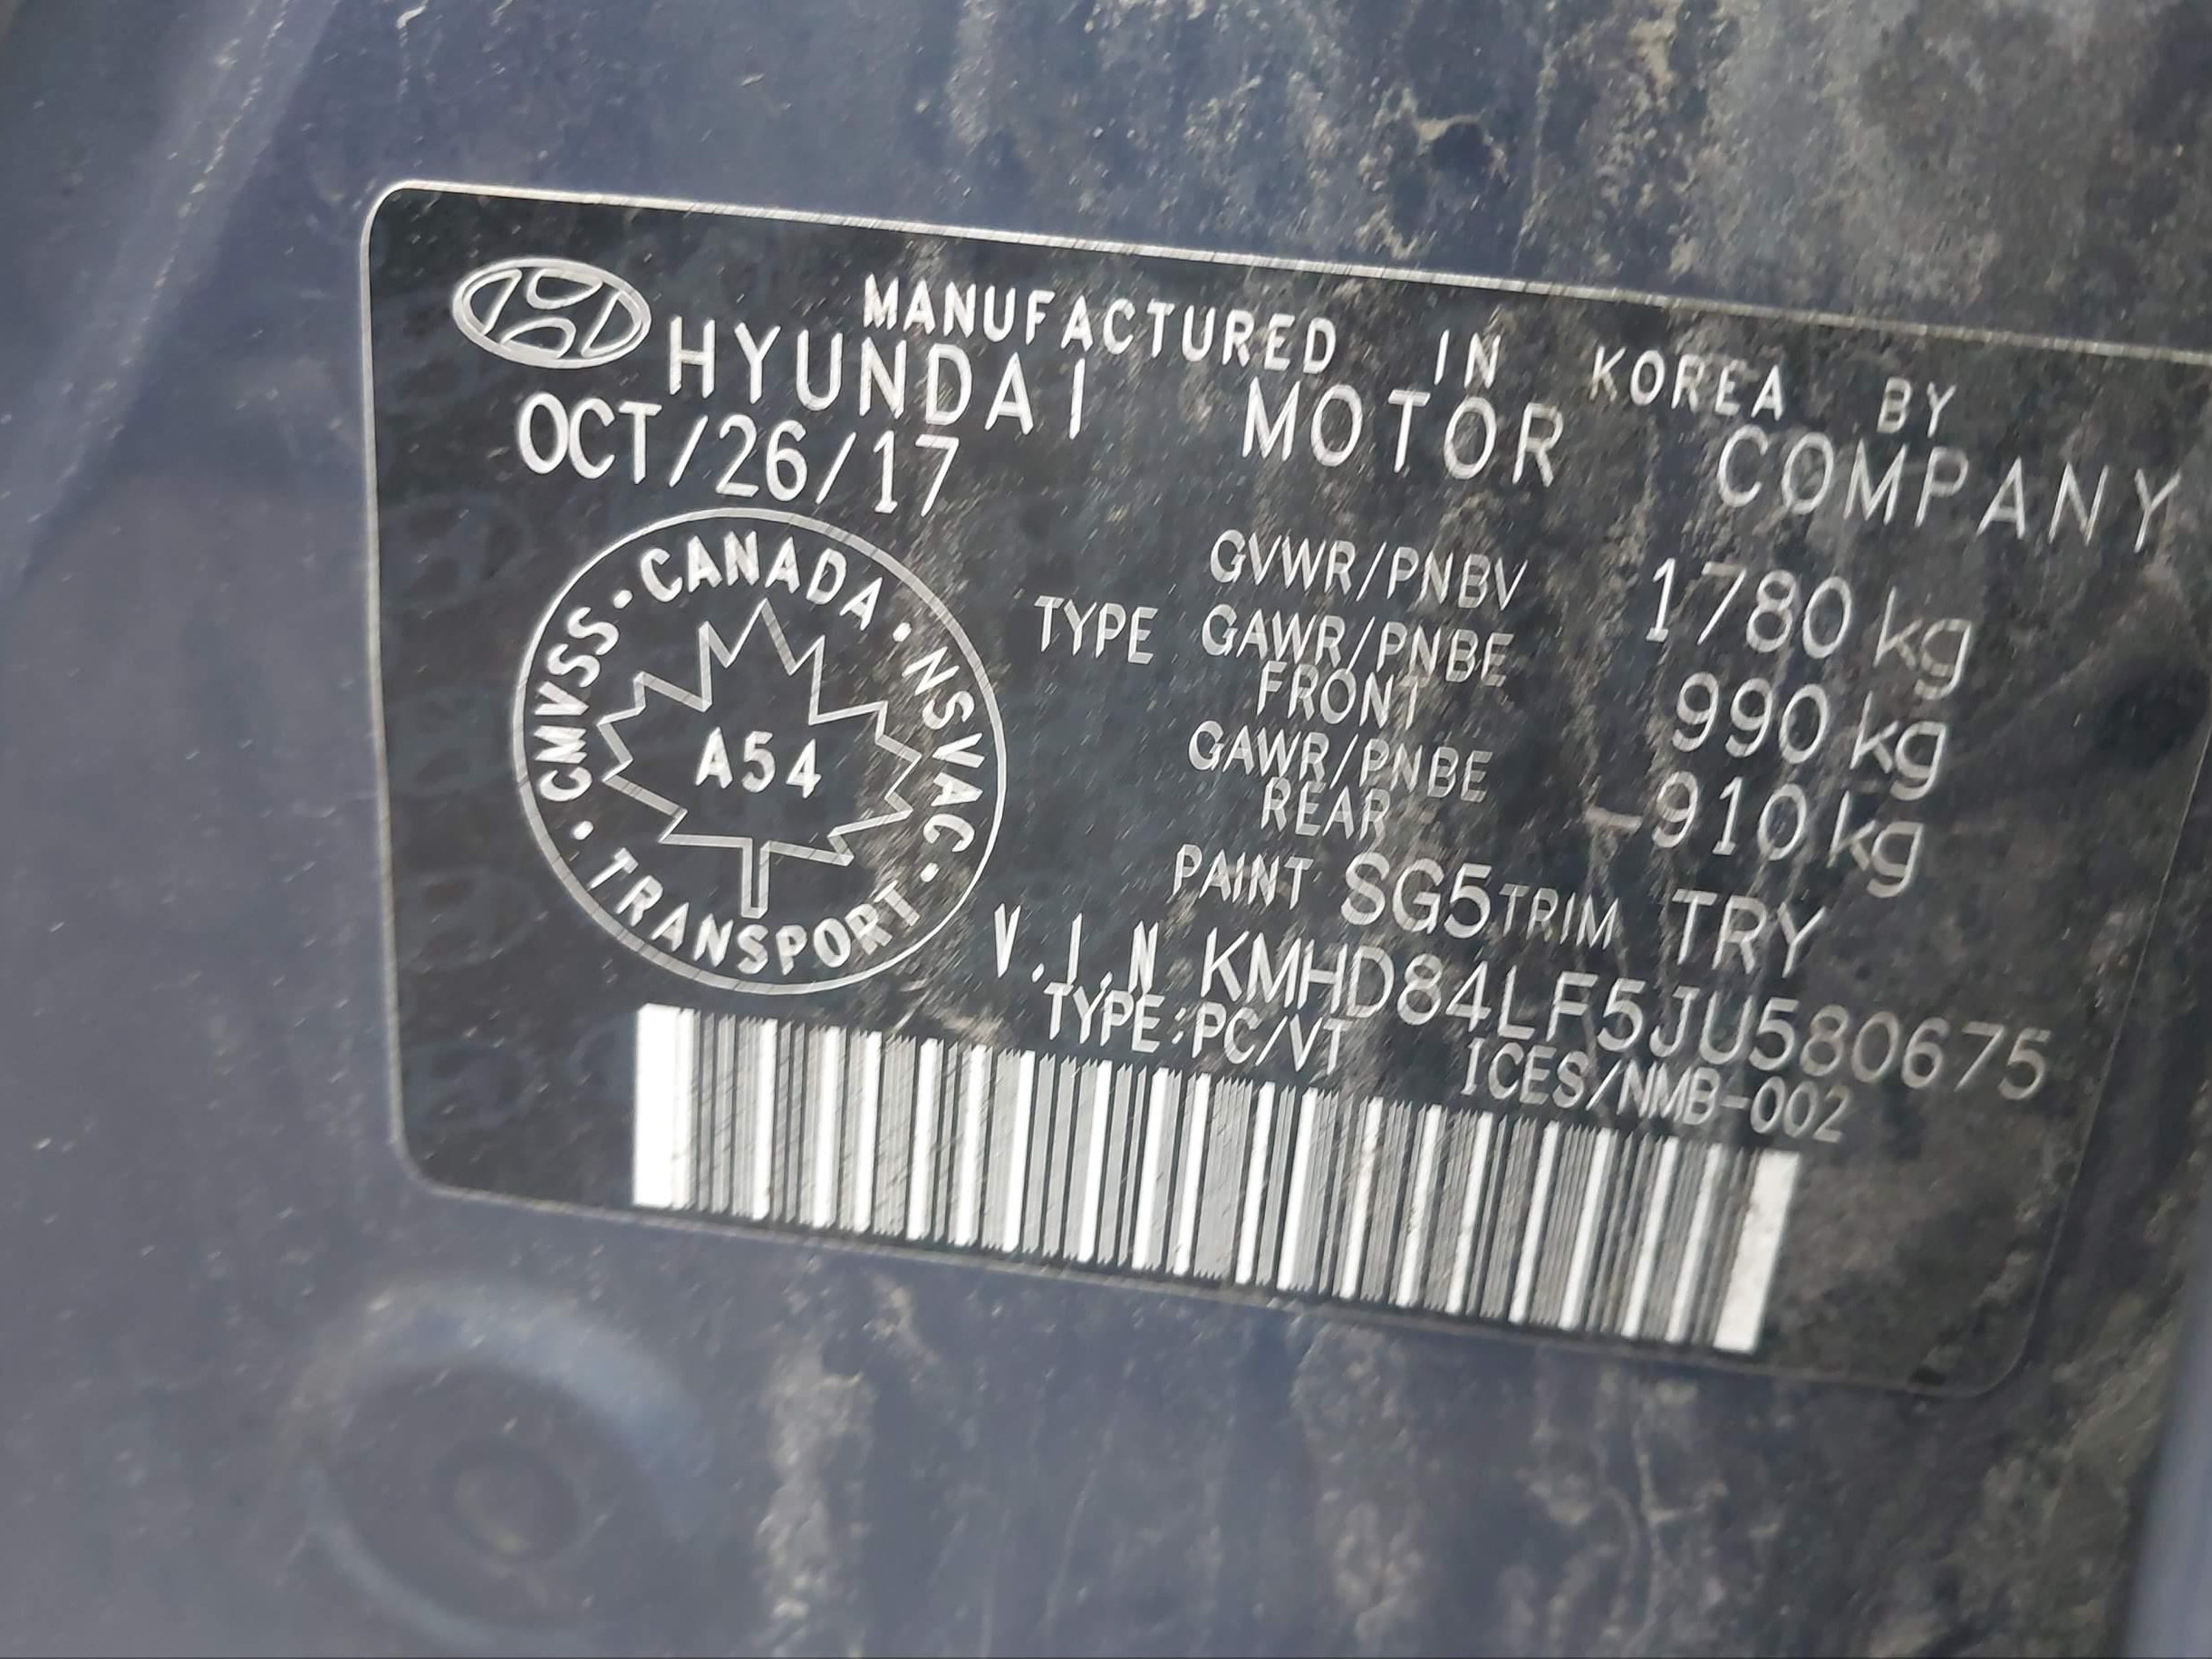 MANUFACTURED IN KOREA BY
HYUNDAI MOTOR COMPANY
OCT/26/17
CMVSS · CANADA · NSVAC · TRANSPORT ·
A54
GVWR/PNBV 1780 kg
TYPE GAWR/PNBE FRONT 990 kg
GAWR/PNBE REAR 910 kg
PAINT SG5 TRIM TRY
V.I.N KMHD84LF5JU580675
TYPE:PC/VT ICES/NMB-002